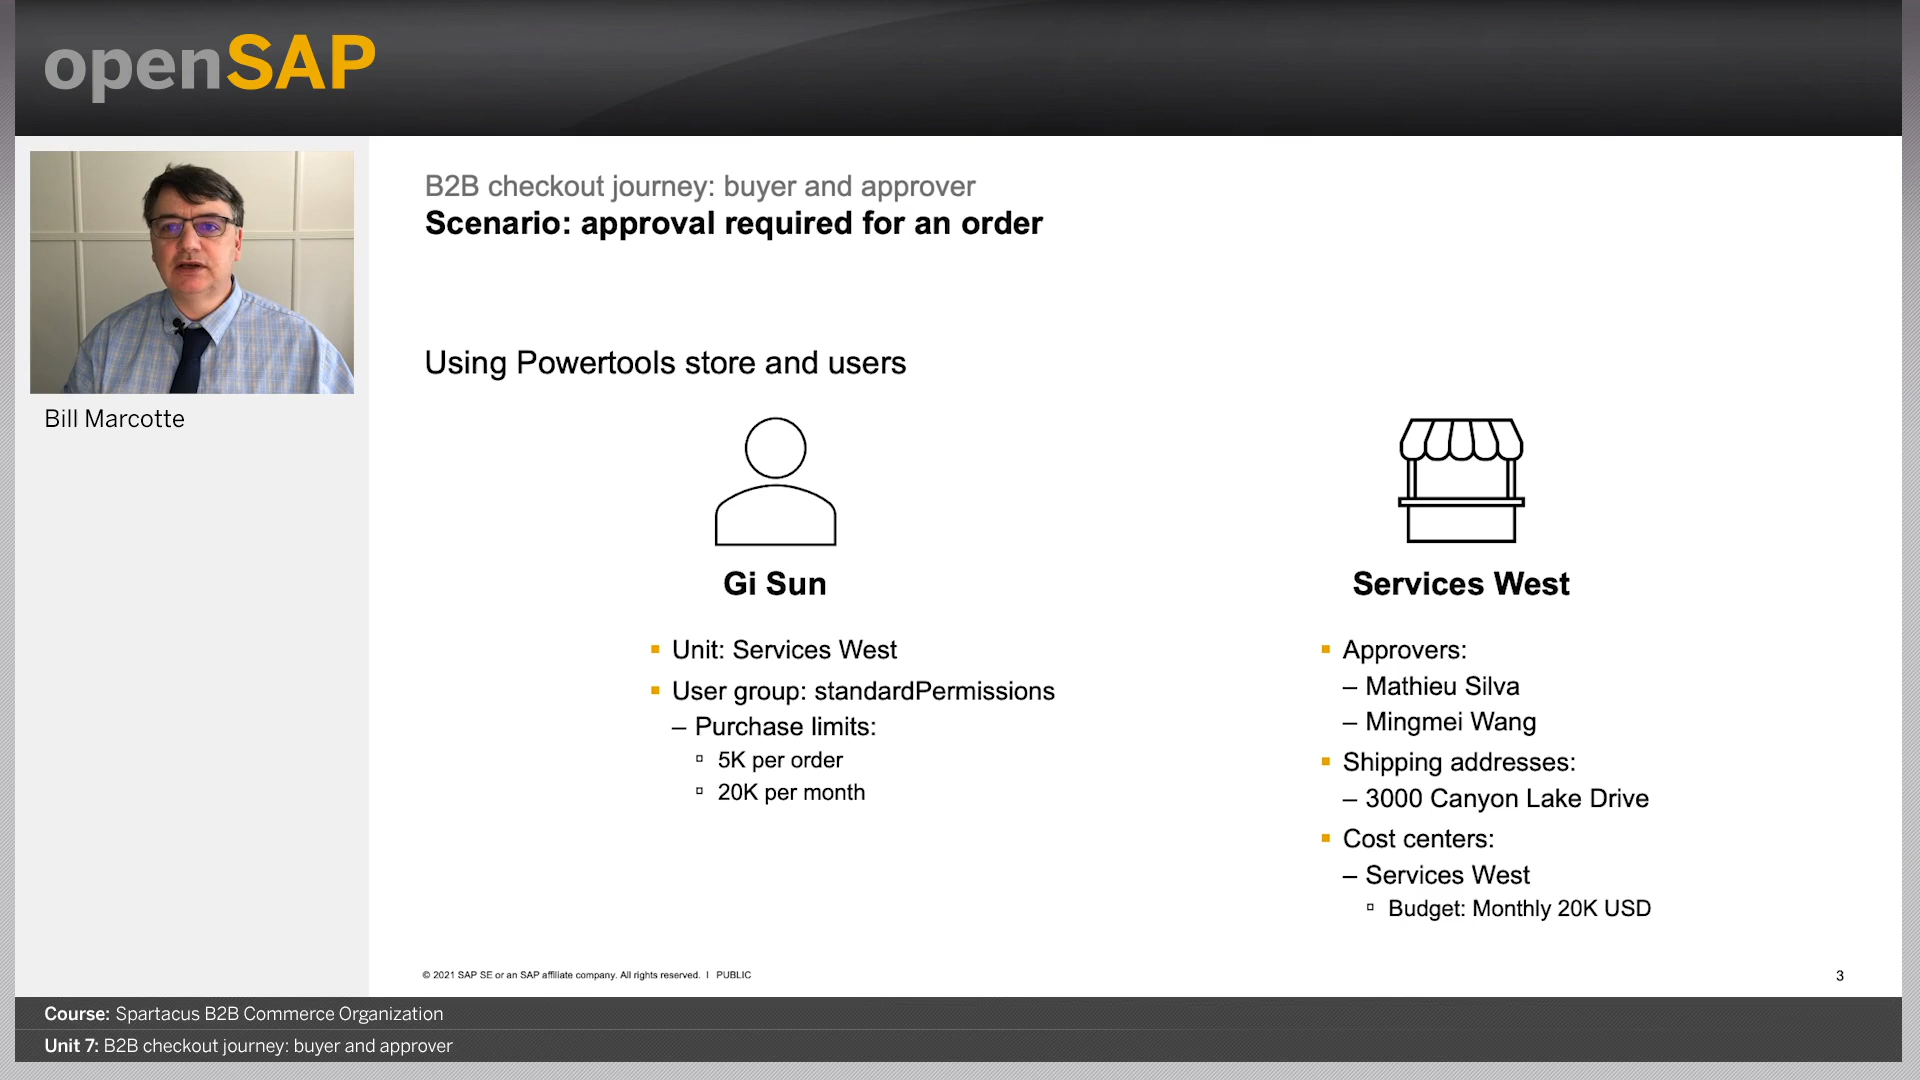 openSAP
Bill Marcotte
B2B checkout journey: buyer and approver
Scenario: approval required for an order
Using Powertools store and users
Gi Sun
▪ Unit: Services West
▪ User group: standardPermissions
– Purchase limits:
▫ 5K per order
▫ 20K per month
Services West
▪ Approvers:
– Mathieu Silva
– Mingmei Wang
▪ Shipping addresses:
– 3000 Canyon Lake Drive
▪ Cost centers:
– Services West
▫ Budget: Monthly 20K USD
© 2021 SAP SE or an SAP affiliate company. All rights reserved. ǀ PUBLIC
3
Course: Spartacus B2B Commerce Organization
Unit 7: B2B checkout journey: buyer and approver